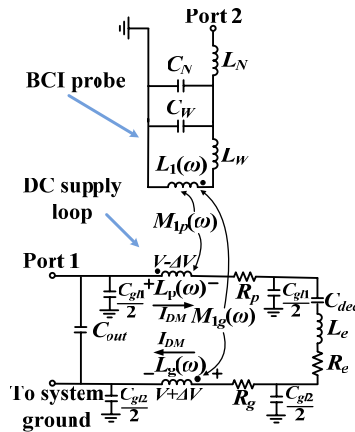 Port 2
C_N
L_N
BCI probe
C_W
L_W
L_1(ω)
DC supply
loop
M_1p(ω)
Port 1
V-ΔV
C_gl1/2
+ L_p(ω) -
R_p
C_gl1/2
C_dec
I_DM
M_1g(ω)
C_out
L_e
I_DM
R_e
To system
ground
C_gl2/2
- L_g(ω) +
V+ΔV
R_g
C_gl2/2